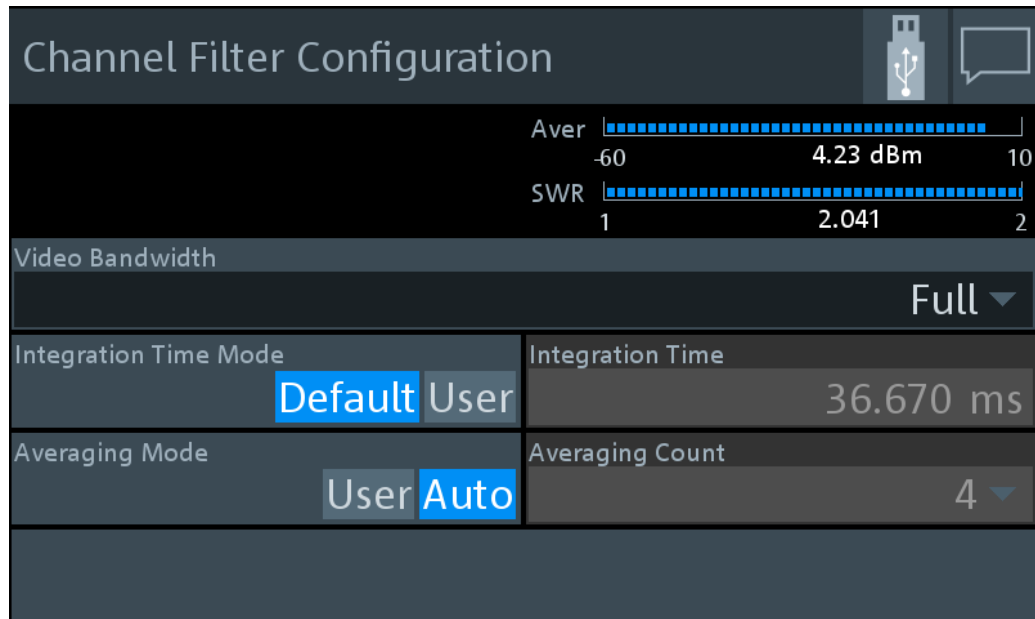 Channel Filter Configuration
Aver
-60 4.23 dBm 10
SWR
1 2.041 2
Video Bandwidth
Full
Integration Time Mode
Default User
Integration Time
36.670 ms
Averaging Mode
User Auto
Averaging Count
4